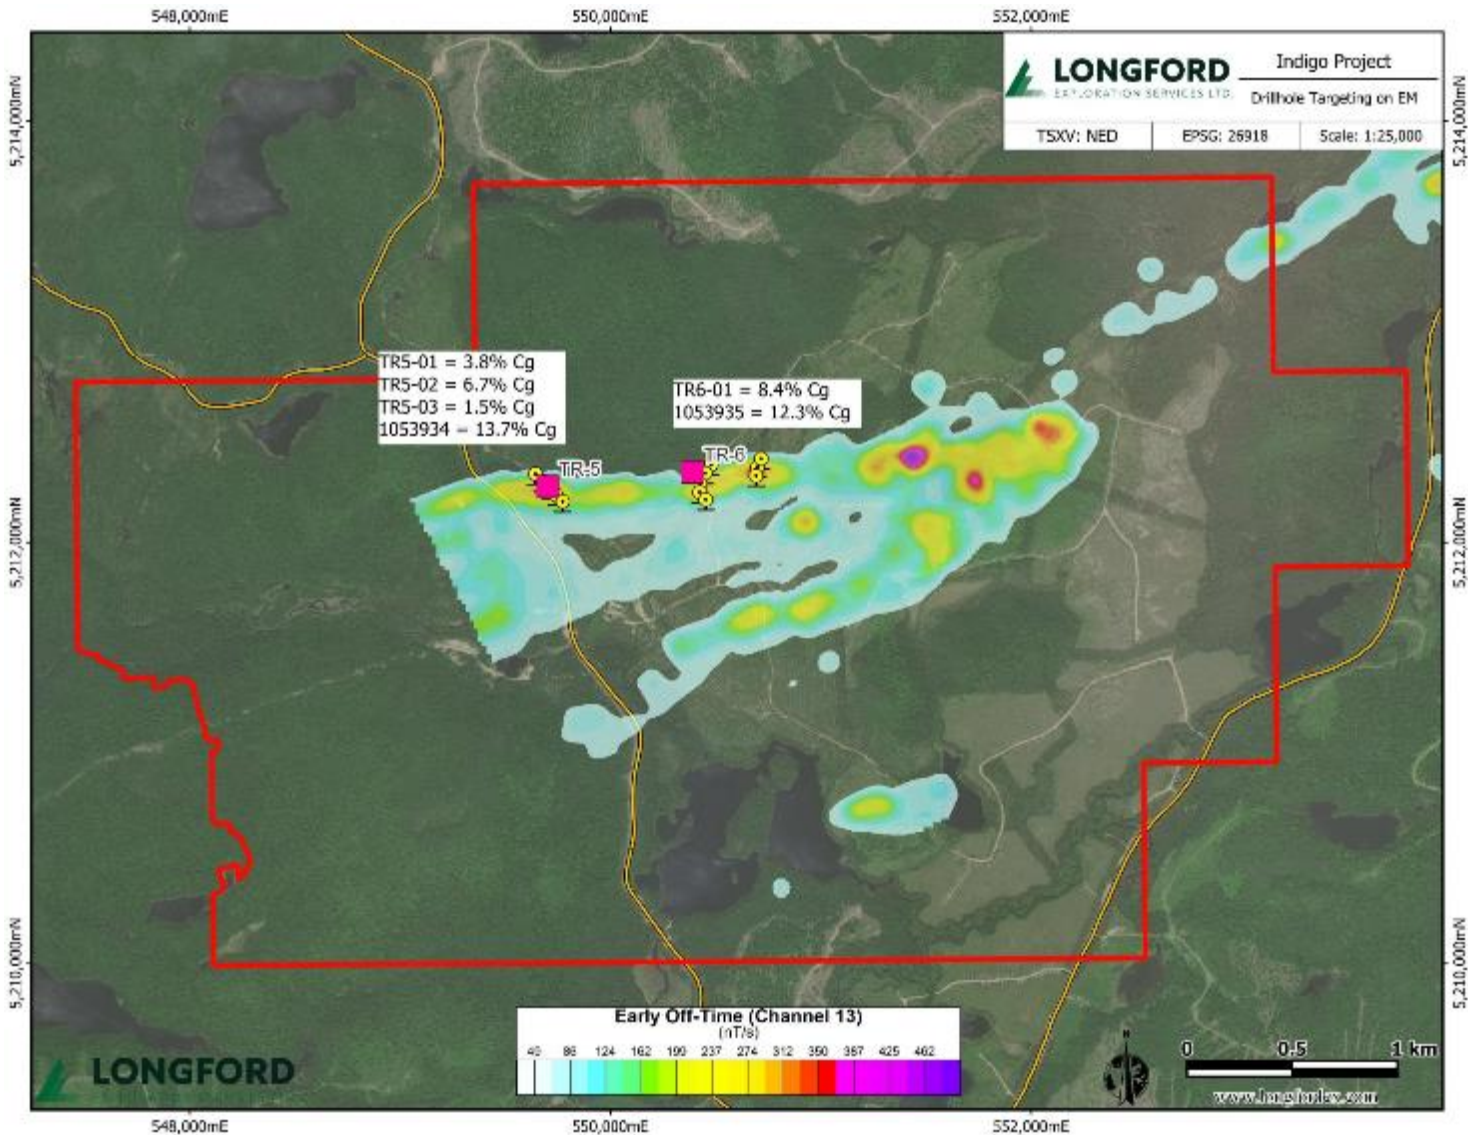 548,000mE
550,000mE
552,000mE
LONGFORD
EXPLORATION SERVICES LTD.
Indigo Project
Drillhole Targeting on EM
TSXV: NED
EPSG: 26918
Scale: 1:25,000
5,214,000mN
5,214,000mN
TR5-01 = 3.8% Cg
TR5-02 = 6.7% Cg
TR5-03 = 1.5% Cg
1053934 = 13.7% Cg
TR6-01 = 8.4% Cg
1053935 = 12.3% Cg
TR-5
TR-6
5,212,000mN
5,212,000mN
5,210,000mN
5,210,000mN
Early Off-Time (Channel 13)
(nT/s)
49 86 124 162 199 237 274 312 350 387 425 462
LONGFORD
N
0 0.5 1 km
www.longfordex.com
548,000mE
550,000mE
552,000mE